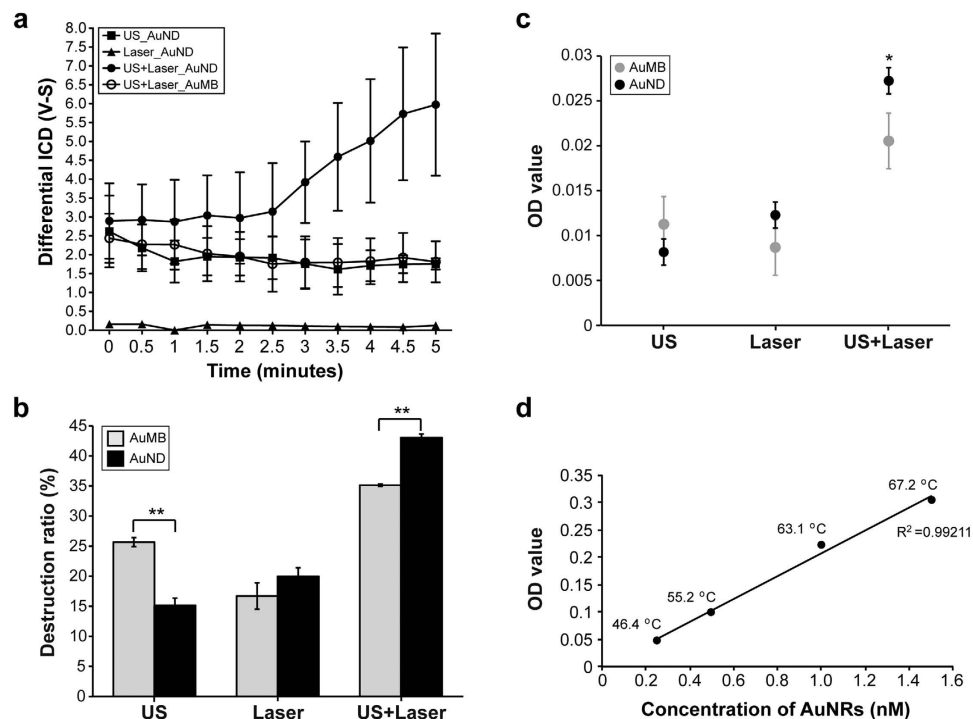 a
Differential ICD (V-S)
8.0
7.5
7.0
6.5
6.0
5.5
5.0
4.5
4.0
3.5
3.0
2.5
2.0
1.5
1.0
0.5
0.0
US_AuND
Laser_AuND
US+Laser_AuND
US+Laser_AuMB
0 0.5 1 1.5 2 2.5 3 3.5 4 4.5 5
Time (minutes)
c
OD value
0.03
0.025
0.02
0.015
0.01
0.005
0
AuMB
AuND
*
US Laser US+Laser
b
Destruction ratio (%)
45
40
35
30
25
20
15
10
5
0
AuMB
AuND
**
**
US Laser US+Laser
d
OD value
0.35
0.3
0.25
0.2
0.15
0.1
0.05
0
46.4 °C
55.2 °C
63.1 °C
67.2 °C
R²=0.99211
0 0.2 0.4 0.6 0.8 1.0 1.2 1.4 1.6
Concentration of AuNRs (nM)